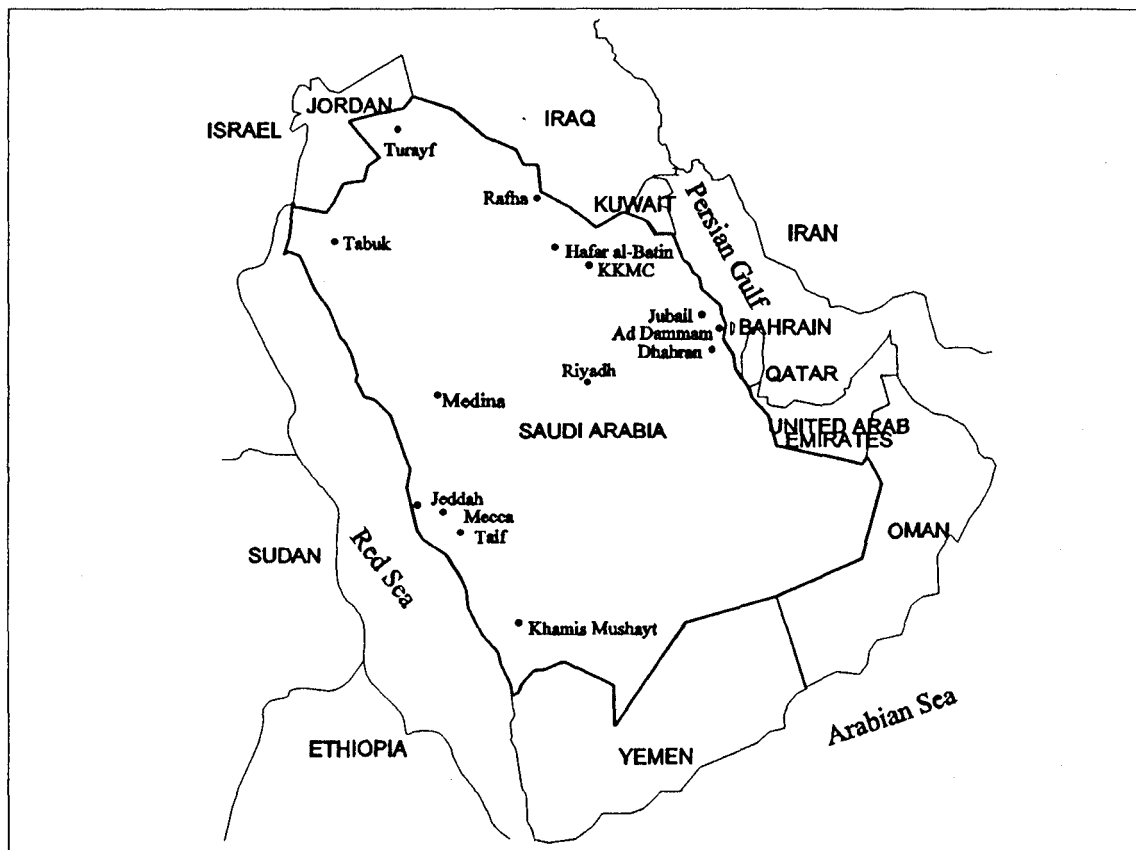 JORDAN
ISRAEL
IRAQ
Turayf
Rafha
KUWAIT
Persian Gulf
IRAN
Tabuk
Hafar al-Batin
KKMC
Jubail
BAHRAIN
Ad Dammam
Dhahran
Riyadh
QATAR
Medina
SAUDI ARABIA
UNITED ARAB
EMIRATES
Jeddah
Mecca
Taif
OMAN
SUDAN
Red Sea
Khamis Mushayt
Arabian Sea
ETHIOPIA
YEMEN